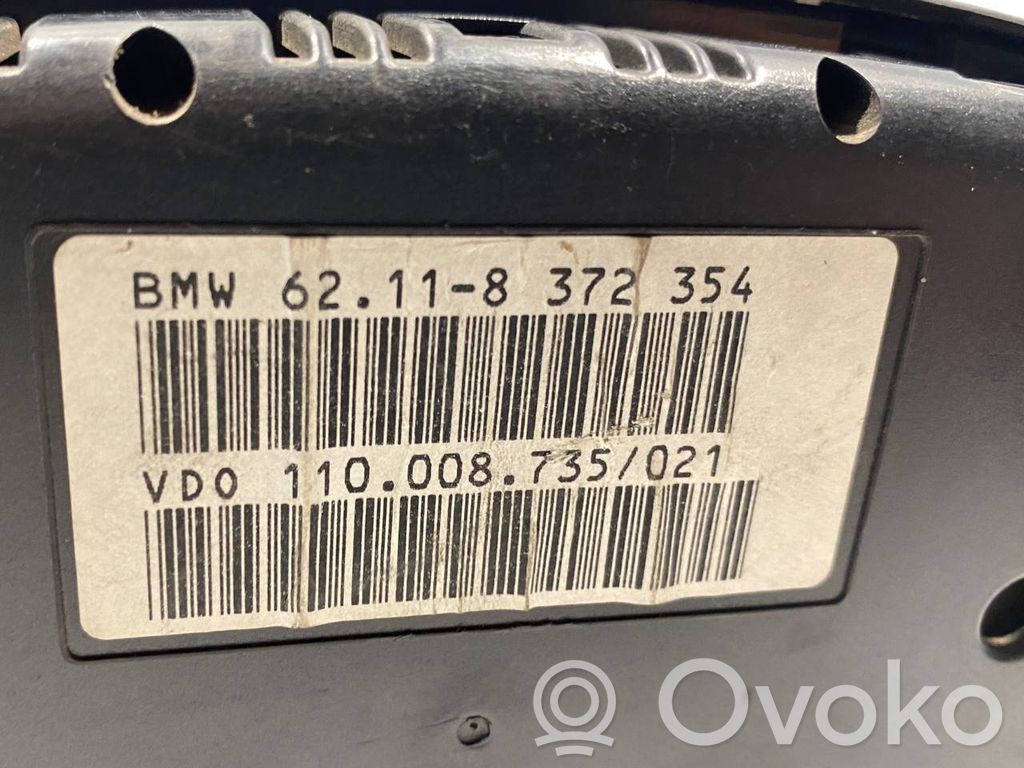 BMW 62.11-8 372 354
VDO 110.008.735/021
Ovoko